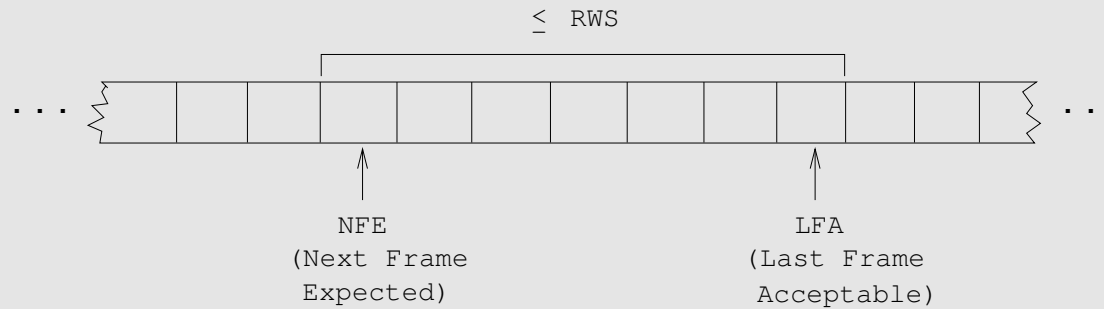 ≤ RWS
... ..
NFE LFA
(Next Frame (Last Frame
Expected) Acceptable)